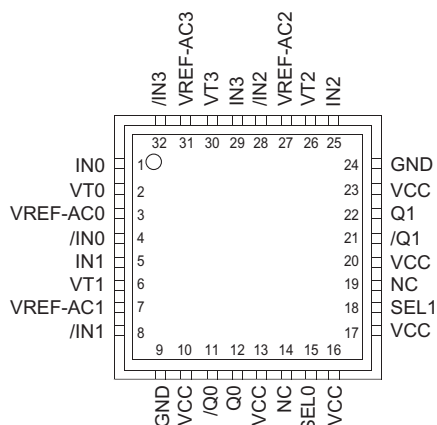 /IN3
VREF-AC3
VT3
IN3
/IN2
VREF-AC2
VT2
IN2
32 31 30 29 28 27 26 25
IN0 1 24 GND
VT0 2 23 VCC
VREF-AC0 3 22 Q1
/IN0 4 21 /Q1
IN1 5 20 VCC
VT1 6 19 NC
VREF-AC1 7 18 SEL1
/IN1 8 17 VCC
9 10 11 12 13 14 15 16
GND
VCC
/Q0
Q0
VCC
NC
SEL0
VCC